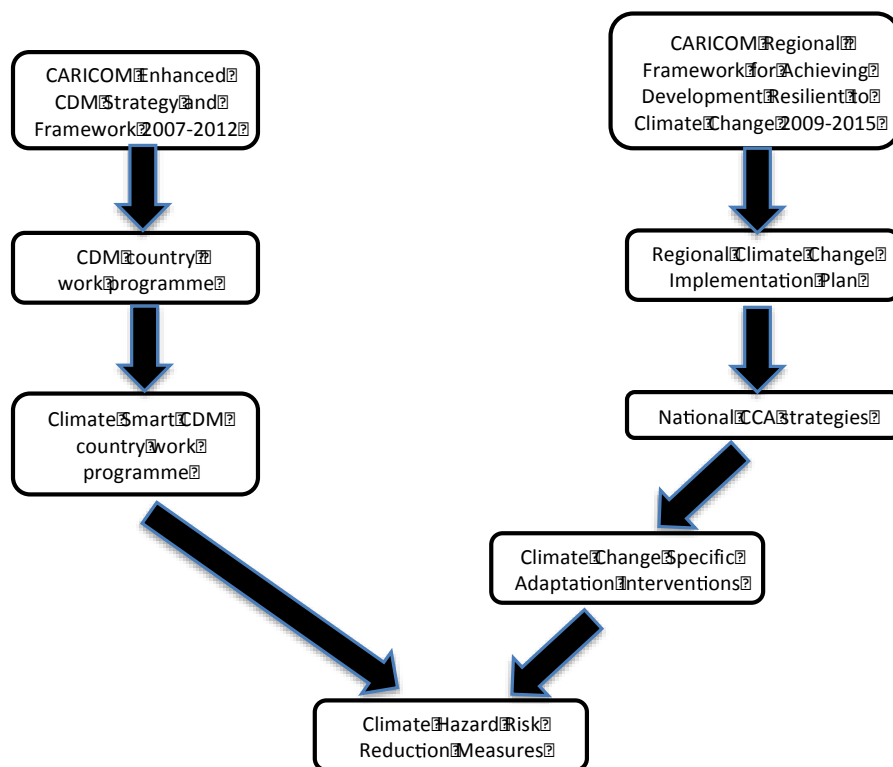 CARICOM Enhanced
CDM Strategy and
Framework 2007-2012
CARICOM Regional
Framework for Achieving
Development Resilient to
Climate Change 2009-2015
CDM country
work programme
Regional Climate Change
Implementation Plan
Climate Smart CDM
country work
programme
National CCA strategies
Climate Change Specific
Adaptation Interventions
Climate Hazard Risk
Reduction Measures